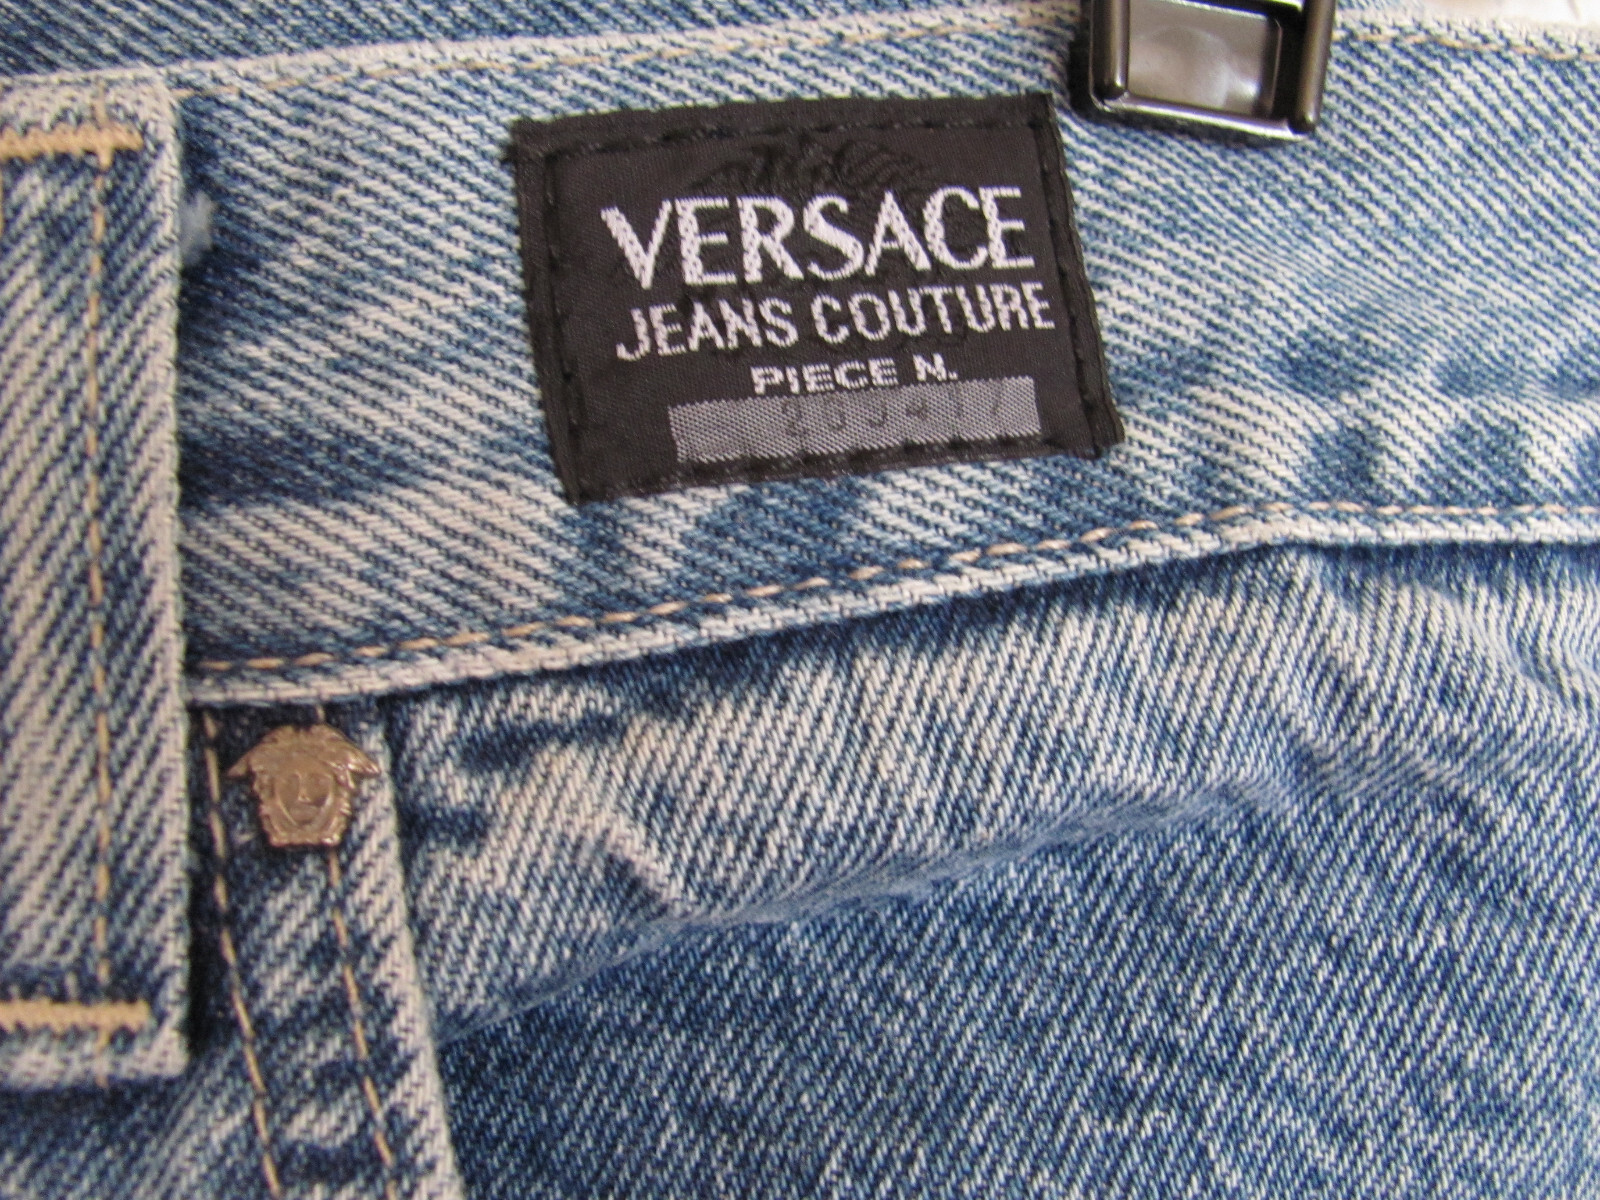 VERSACE
JEANS COUTURE
PIECE N.